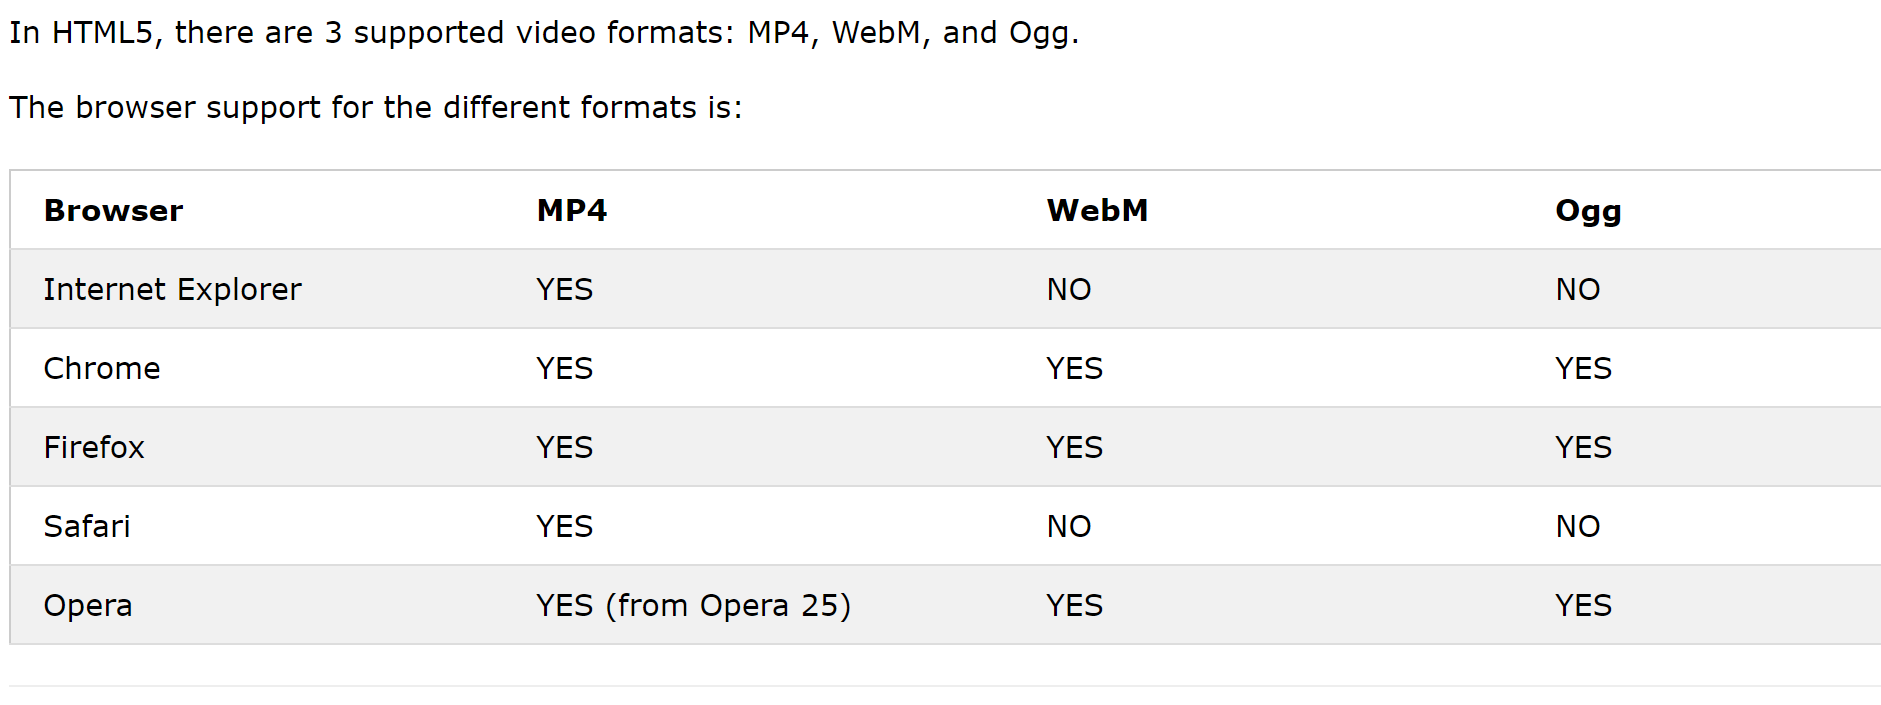 In HTML5, there are 3 supported video formats: MP4, WebM, and Ogg.
The browser support for the different formats is:
Browser MP4 WebM Ogg
Internet Explorer YES NO NO
Chrome YES YES YES
Firefox YES YES YES
Safari YES NO NO
Opera YES (from Opera 25) YES YES